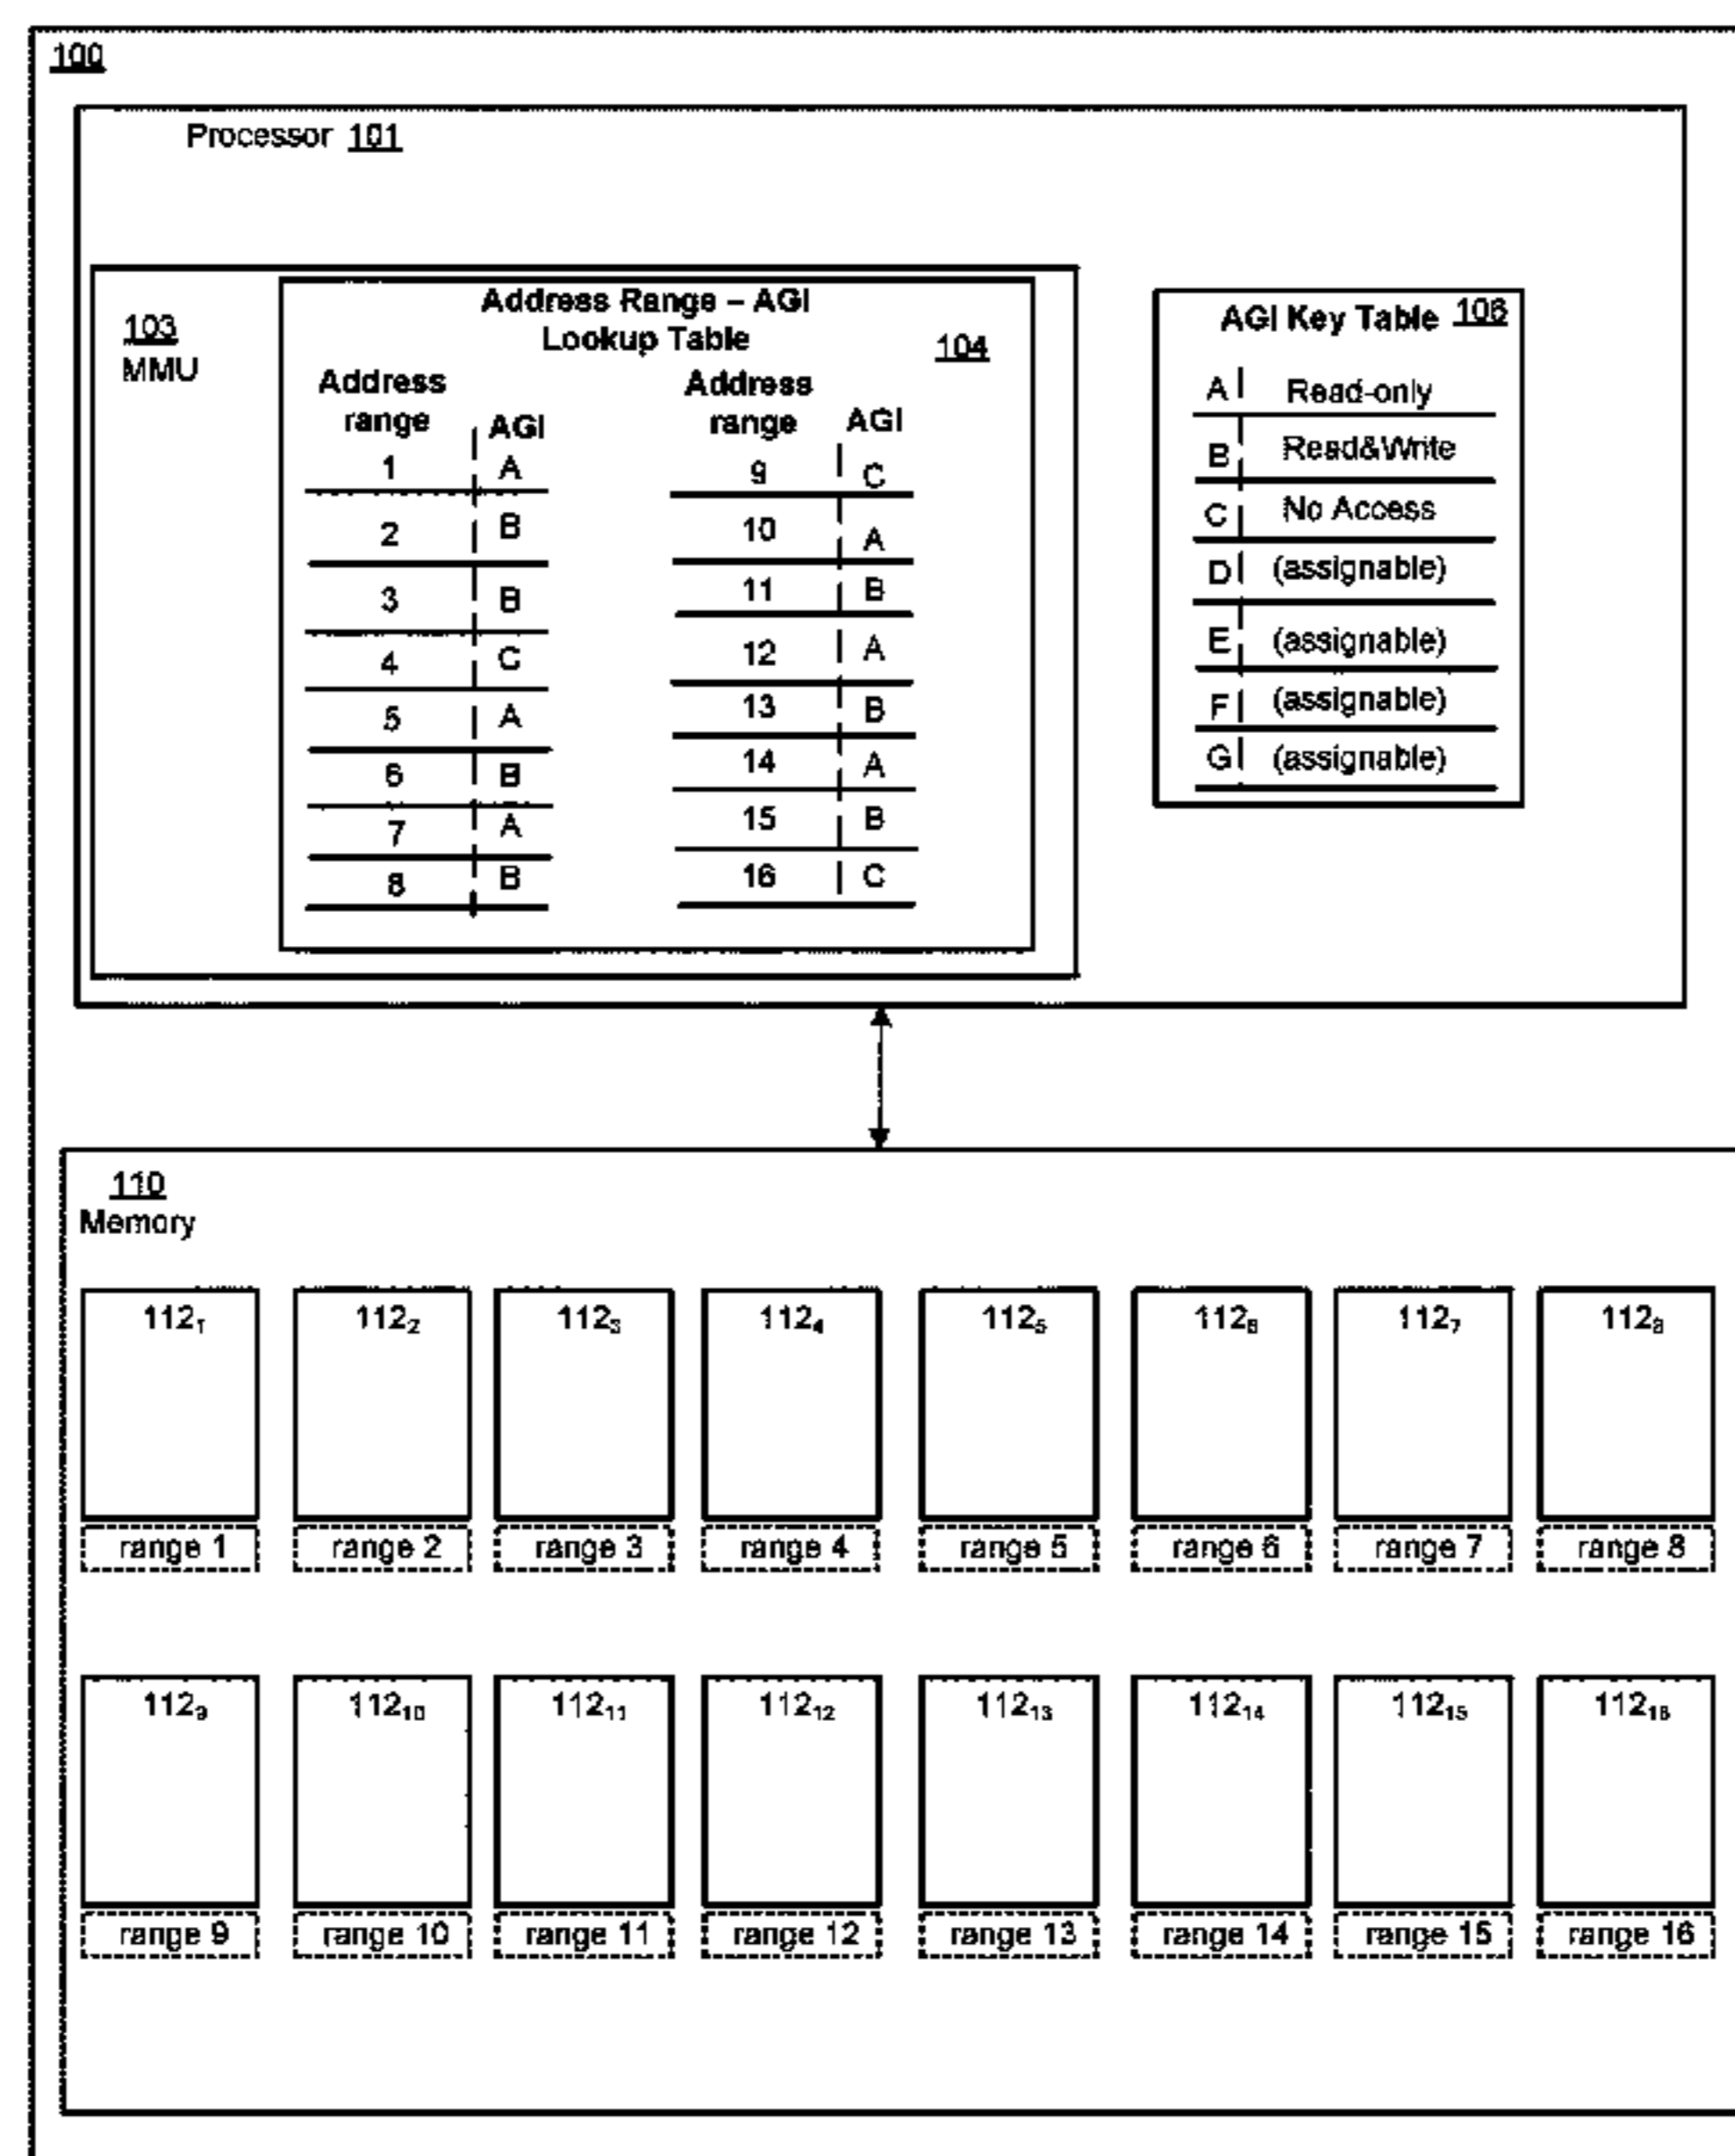 100
Processor 101
103
MMU
Address Range – AGI
Lookup Table
104
Address range | AGI
1 | A
2 | B
3 | B
4 | C
5 | A
6 | B
7 | A
8 | B
Address range | AGI
9 | C
10 | A
11 | B
12 | A
13 | B
14 | A
15 | B
16 | C
AGI Key Table 106
A | Read-only
B | Read&Write
C | No Access
D | (assignable)
E | (assignable)
F | (assignable)
G | (assignable)
110
Memory
112₁ 112₂ 112₃ 112₄ 112₅ 112₆ 112₇ 112₈
range 1 range 2 range 3 range 4 range 5 range 6 range 7 range 8
112₉ 112₁₀ 112₁₁ 112₁₂ 112₁₃ 112₁₄ 112₁₅ 112₁₆
range 9 range 10 range 11 range 12 range 13 range 14 range 15 range 16